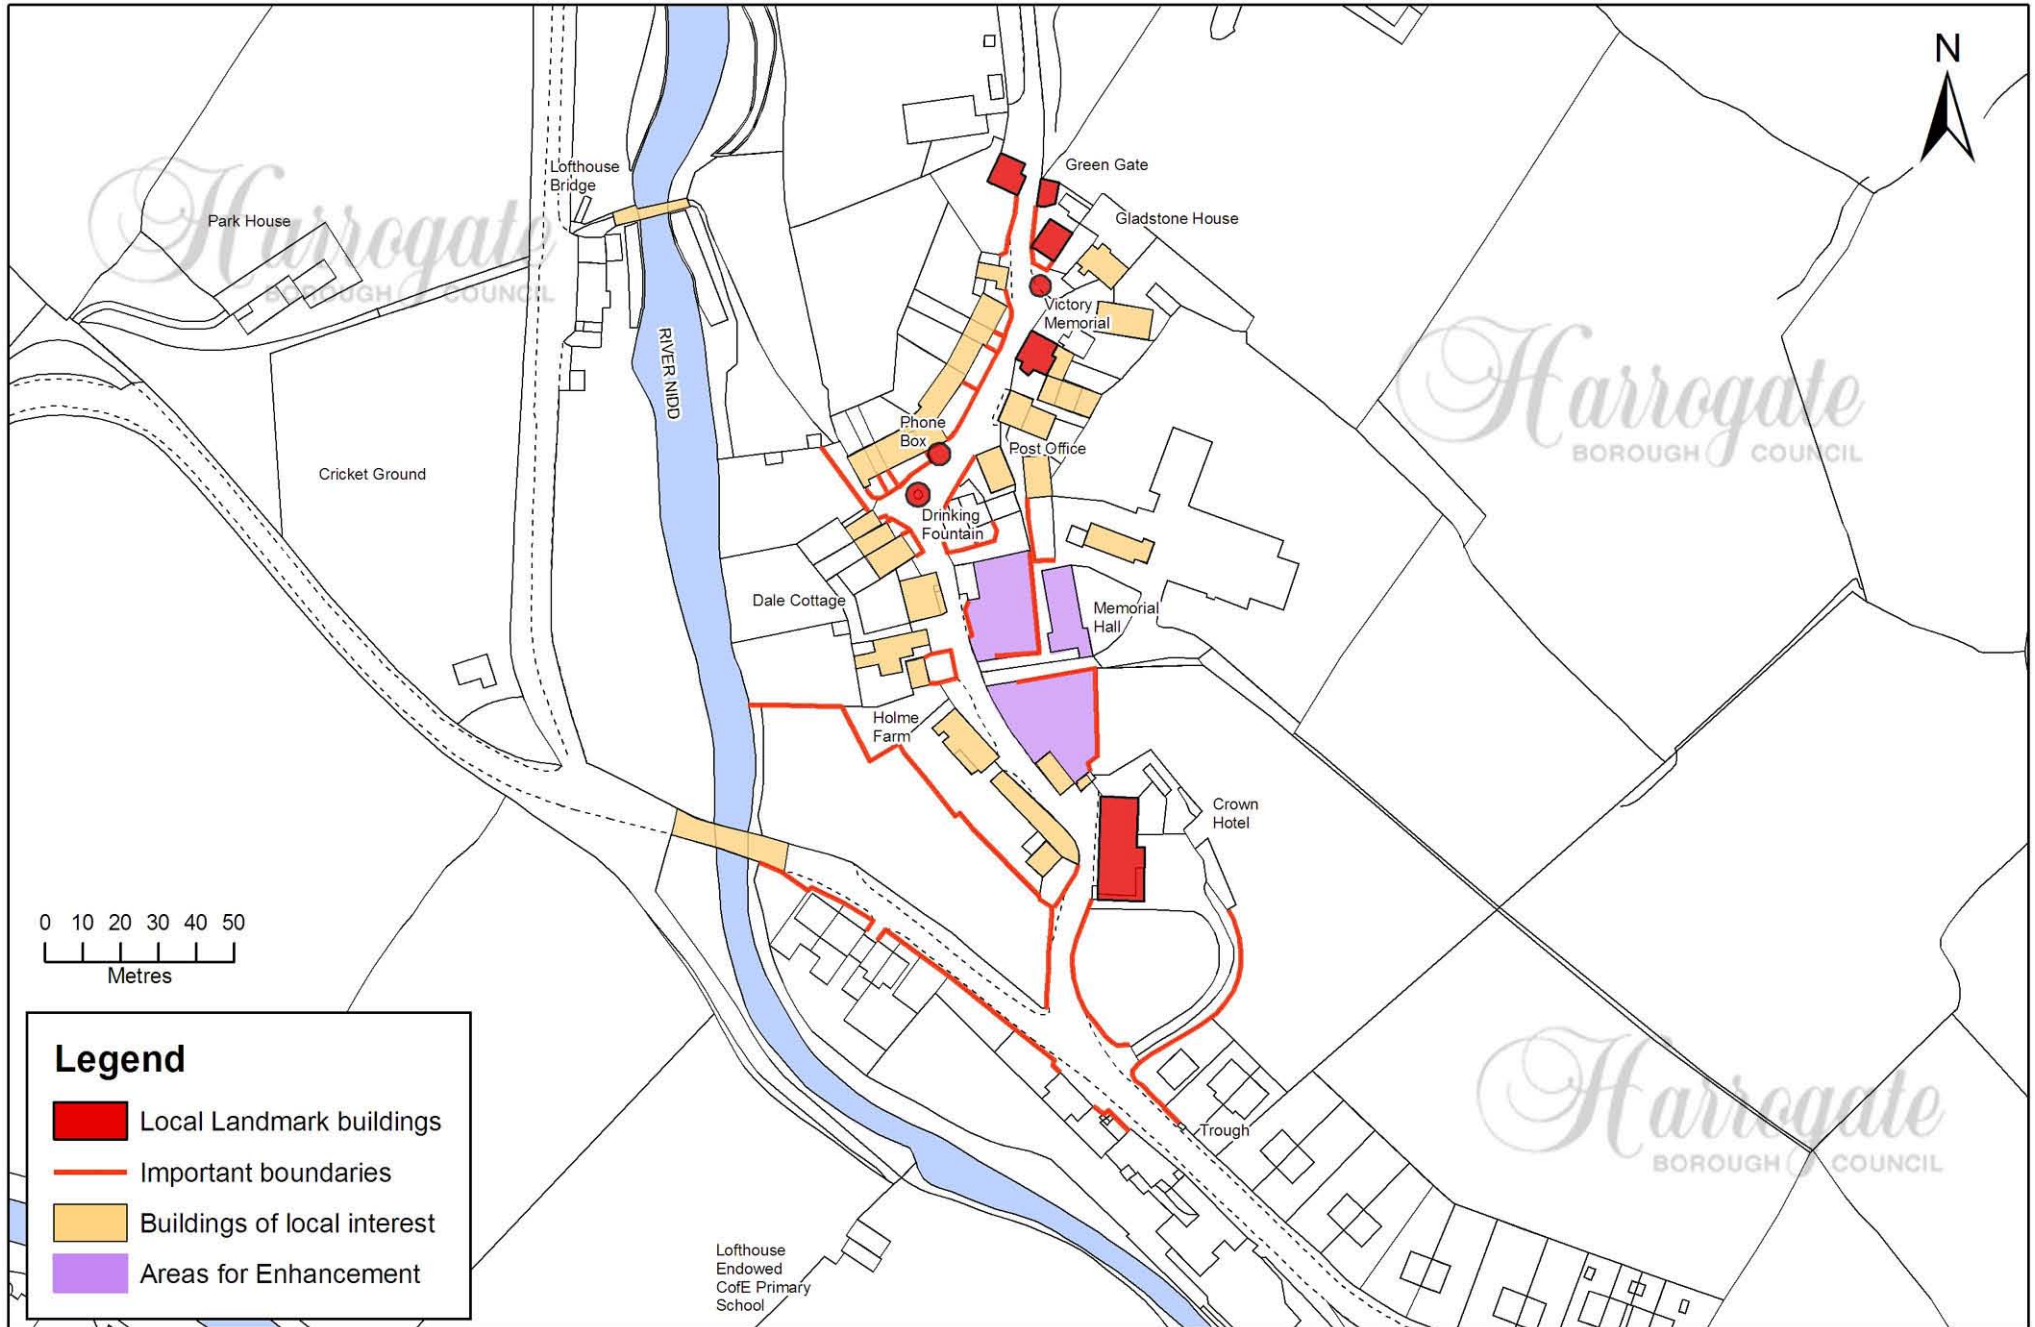 N
Green Gate
Lofthouse
Bridge
Park House
Gladstone House
Harrogate
BOROUGH COUNCIL
Victory
Memorial
RIVER NIDD
Harrogate
BOROUGH COUNCIL
Phone
Box
Post Office
Cricket Ground
Drinking
Fountain
Dale Cottage
Memorial
Hall
Holme
Farm
Crown
Hotel
0 10 20 30 40 50
Metres
Harrogate
BOROUGH COUNCIL
Trough
Legend
Local Landmark buildings
Important boundaries
Buildings of local interest
Areas for Enhancement
Lofthouse
Endowed
CofE Primary
School